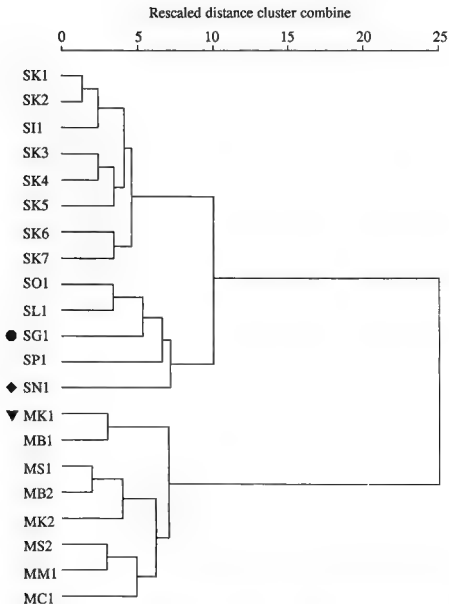 Rescaled distance cluster combine
0 5 10 15 20 25
SK1
SK2
SI1
SK3
SK4
SK5
SK6
SK7
SO1
SL1
SG1
SP1
SN1
MK1
MB1
MS1
MB2
MK2
MS2
MM1
MC1